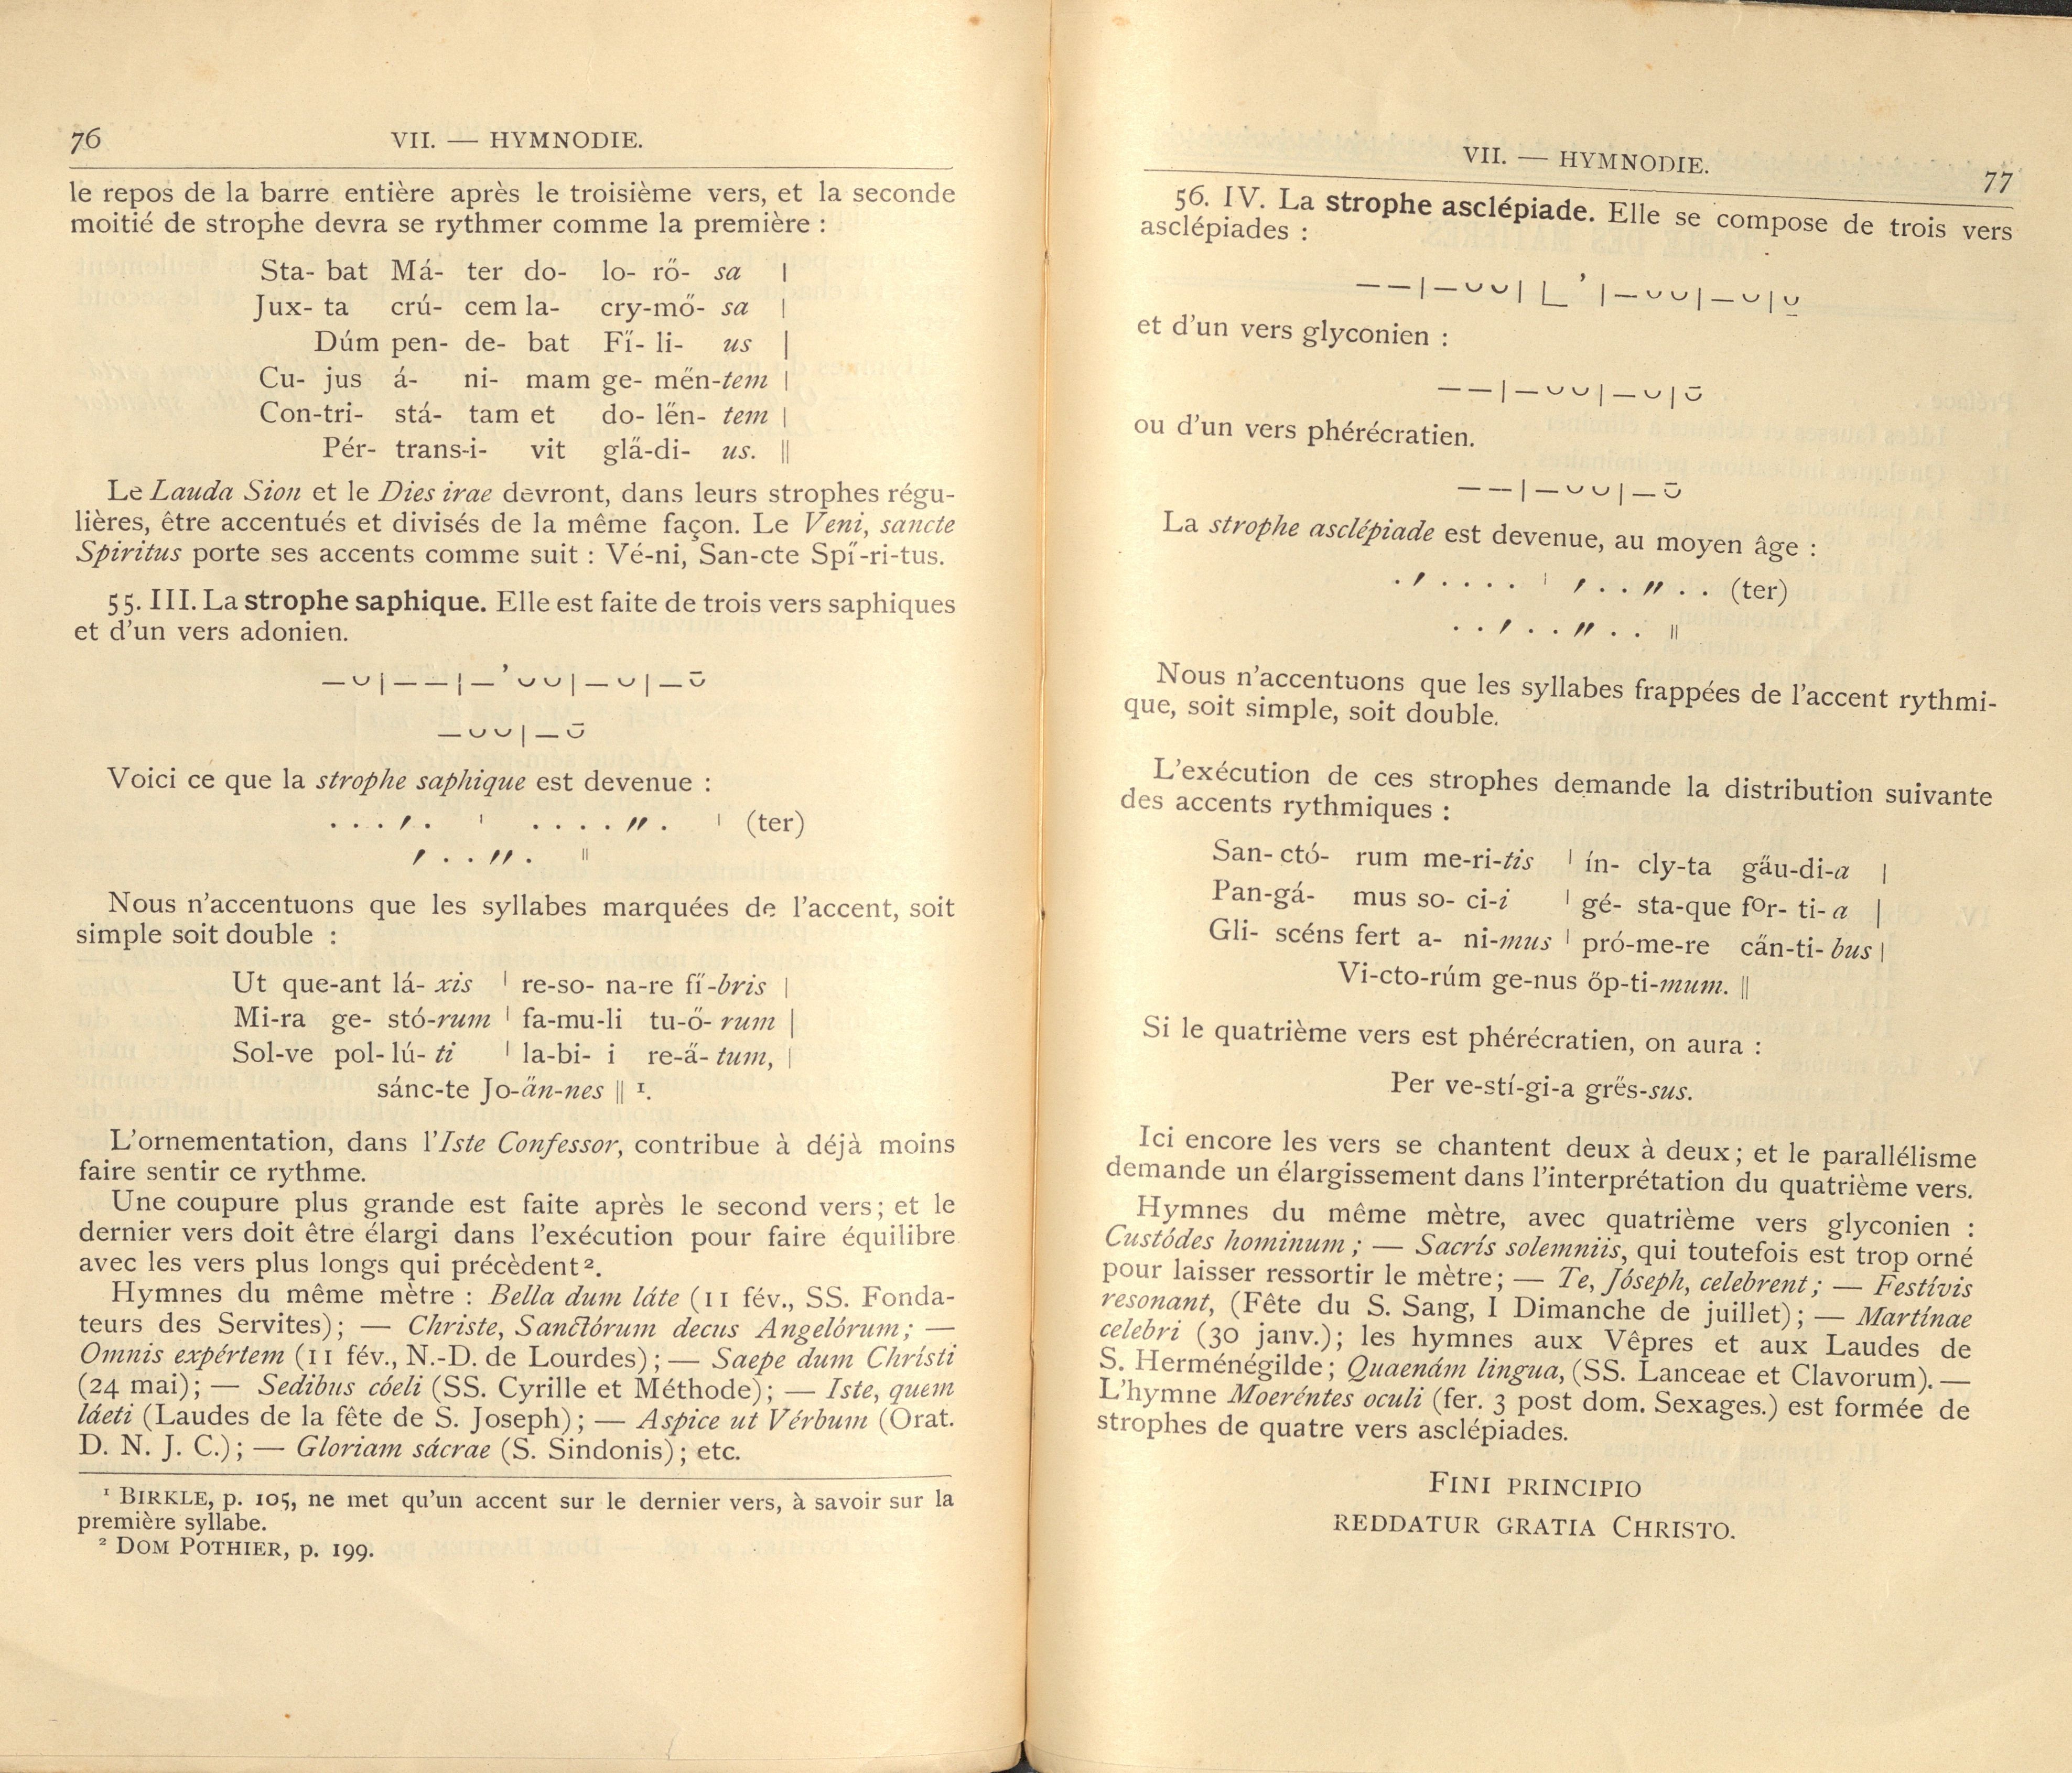 76
VII. — HYMNODIE.
le repos de la barre entière après le troisième vers, et la seconde
moitié de strophe devra se rythmer comme la première :
Sta- bat Má- ter do- lo- rő- sa |
Jux- ta crú- cem la- cry-mő- sa |
Dúm pen- de- bat Fi̋- li- us |
Cu- jus á- ni- mam ge- me̋n-tem |
Con-tri- stá- tam et do- le̋n- tem |
Pér- trans-i- vit gla̋-di- us. ||
Le Lauda Sion et le Dies irae devront, dans leurs strophes régu-
lières, être accentués et divisés de la même façon. Le Veni, sancte
Spiritus porte ses accents comme suit : Vé-ni, San-cte Spi̋-ri-tus.
55. III. La strophe saphique. Elle est faite de trois vers saphiques
et d'un vers adonien.
— ᴗ | — — | — ’ ᴗ ᴗ | — ᴗ | — ᴗ̄
— ᴗ ᴗ | — ᴗ̄
Voici ce que la strophe saphique est devenue :
. . . ′ . ' . . . . ″ . ' (ter)
′ . . ″ . ||
Nous n'accentuons que les syllabes marquées de l'accent, soit
simple soit double :
Ut que-ant lá- xis ' re-so- na-re fi̋-bris |
Mi-ra ge- stó-rum ' fa-mu-li tu-ő- rum |
Sol-ve pol- lú- ti ' la-bi- i re-a̋- tum, |
sánc-te Jo-a̋n-nes || ¹.
L'ornementation, dans l'Iste Confessor, contribue à déjà moins
faire sentir ce rythme.
Une coupure plus grande est faite après le second vers; et le
dernier vers doit être élargi dans l'exécution pour faire équilibre
avec les vers plus longs qui précèdent².
Hymnes du même mètre : Bella dum láte (11 fév., SS. Fonda-
teurs des Servites); — Christe, Sanctórum decus Angelórum; —
Omnis expértem (11 fév., N.-D. de Lourdes); — Saepe dum Chrísti
(24 mai); — Sedibus cóeli (SS. Cyrille et Méthode); — Iste, quem
láeti (Laudes de la fête de S. Joseph); — Aspice ut Vérbum (Orat.
D. N. J. C.); — Gloriam sácrae (S. Sindonis); etc.
¹ BIRKLE, p. 105, ne met qu'un accent sur le dernier vers, à savoir sur la
première syllabe.
² DOM POTHIER, p. 199.
VII. — HYMNODIE.
77
56. IV. La strophe asclépiade. Elle se compose de trois vers
asclépiades :
— — | — ᴗ ᴗ | ∟ ’ | — ᴗ ᴗ | — ᴗ | ᴗ̱
et d'un vers glyconien :
— — | — ᴗ ᴗ | — ᴗ | ᴗ̄
ou d'un vers phérécratien.
— — | — ᴗ ᴗ | — ᴗ̄
La strophe asclépiade est devenue, au moyen âge :
. ′ . . . . ' ′ . . ″ . . (ter)
. . ′ . . ″ . . ||
Nous n'accentuons que les syllabes frappées de l'accent rythmi-
que, soit simple, soit double.
L'exécution de ces strophes demande la distribution suivante
des accents rythmiques :
San- ctó- rum me-ri-tis ' ín- cly-ta ga̋u-di-a |
Pan-gá- mus so- ci-i ' gé- sta-que for- ti- a |
Gli- scéns fert a- ni-mus ' pró-me-re ca̋n-ti- bus |
Vi-cto-rúm ge-nus őp-ti-mum. ||
Si le quatrième vers est phérécratien, on aura :
Per ve-stí-gi-a gre̋s-sus.
Ici encore les vers se chantent deux à deux; et le parallélisme
demande un élargissement dans l'interprétation du quatrième vers.
Hymnes du même mètre, avec quatrième vers glyconien :
Custódes hominum; — Sacrís solemniis, qui toutefois est trop orné
pour laisser ressortir le mètre; — Te, Jóseph, celebrent; — Festívis
resonant, (Fête du S. Sang, I Dimanche de juillet); — Martínae
celebri (30 janv.); les hymnes aux Vêpres et aux Laudes de
S. Herménégilde; Quaenám lingua, (SS. Lanceae et Clavorum). —
L'hymne Moeréntes oculi (fer. 3 post dom. Sexages.) est formée de
strophes de quatre vers asclépiades.
FINI PRINCIPIO
REDDATUR GRATIA CHRISTO.